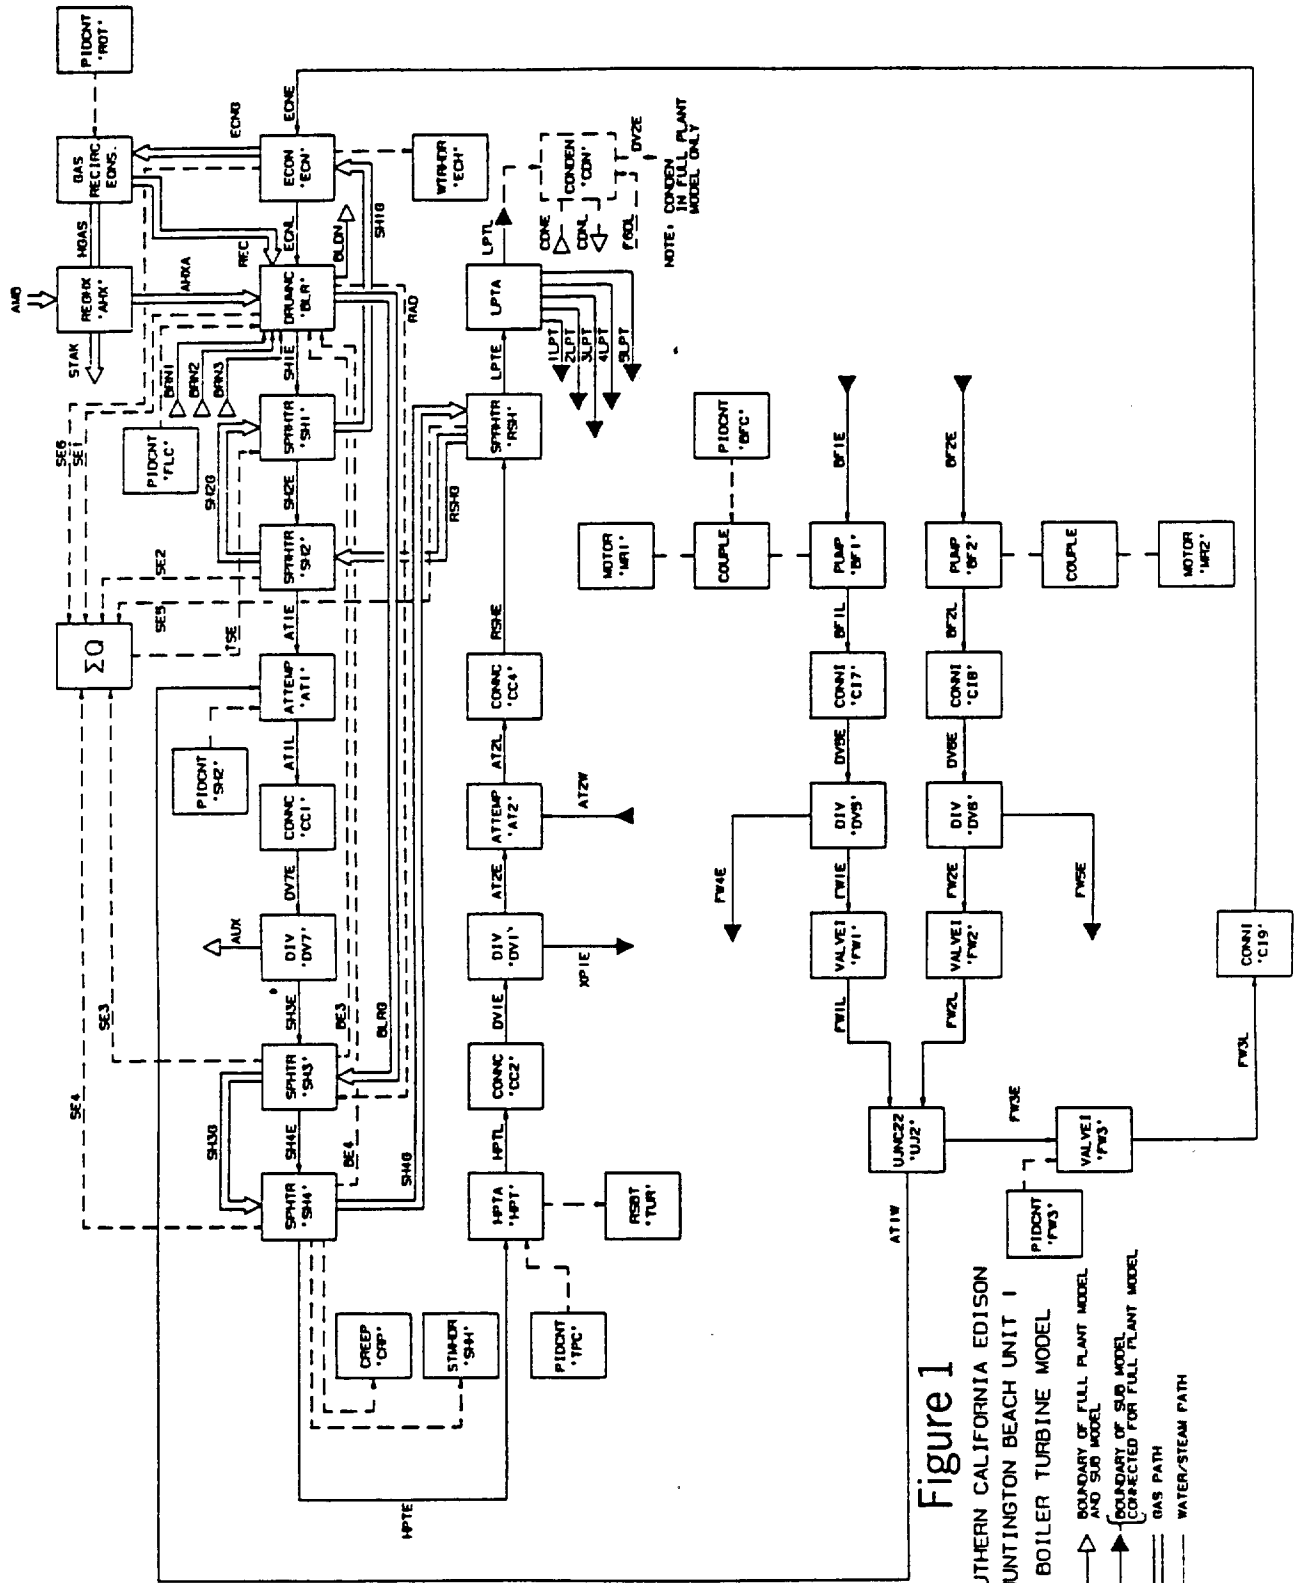 PIDCNT
'ROT'
GAS
RECIRC
EQNS.
ECNG
ECNE
HGAS
AMB
REGHX
'AHX'
STAK
AHXA
REC
ECON
'ECN'
ECNL
WTRHDR
'ECH'
BLDN
SH1G
DRUMNC
'BLR'
RAD
BRN1
BRN2
BRN3
SH1E
PIDCNT
'FLC'
SE6
SE1
SH2G
SPRHTR
'SH1'
SH2E
SPRHTR
'SH2'
SE2
SE5
TSE
ΣQ
AT1E
ATTEMP
'AT1'
PIDCNT
'SH2'
AT1L
CONNC
'CC1'
DV7E
AUX
DIV
'DV7'
SH3E
SE3
BE3
BLRG
SPHTR
'SH3'
SE4
SH3G
SH4E
BE4
SH4G
SPHTR
'SH4'
CREEP
'CRP'
STMHDR
'SHH'
HPTE
PIDCNT
'TPC'
HPTA
'HPT'
RSBT
'TUR'
HPTL
CONNC
'CC2'
DV1E
DIV
'DV1'
XP1E
AT2E
ATTEMP
'AT2'
AT2W
AT2L
CONNC
'CC4'
RSHE
RSHG
SPRHTR
'RSH'
LPTE
LPTA
1LPT
2LPT
3LPT
4LPT
5LPT
LPTL
CONDEN
'CON'
CONE
CONL
DV2E
NOTE: CONDEN
IN FULL PLANT
MODEL ONLY
MOTOR
'MR1'
COUPLE
PIDCNT
'BFC'
BF1E
BF2E
PUMP
'BF1'
PUMP
'BF2'
COUPLE
MOTOR
'MR2'
BF1L
BF2L
CONNI
'CI7'
CONNI
'CI8'
DV5E
DV6E
DIV
'DV5'
DIV
'DV6'
FW4E
FW5E
FW1E
FW2E
VALVEI
'FW1'
VALVEI
'FW2'
FW1L
FW2L
UJNC22
'UJ2'
AT1W
FW3E
VALVEI
'FW3'
PIDCNT
'FW3'
FW3L
CONNI
'CI9'
Figure 1
UTHERN CALIFORNIA EDISON
UNTINGTON BEACH UNIT 1
BOILER TURBINE MODEL
BOUNDARY OF FULL PLANT MODEL
AND SUB MODEL
BOUNDARY OF SUB MODEL
CONNECTED FOR FULL PLANT MODEL
GAS PATH
WATER/STEAM PATH